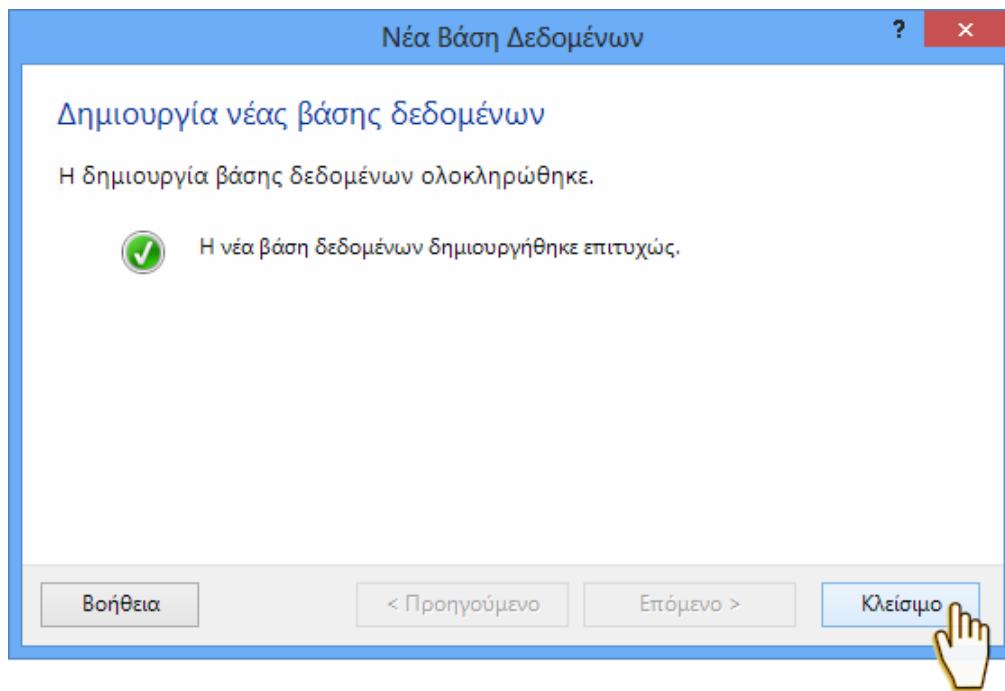 Νέα Βάση Δεδομένων
?
Δημιουργία νέας βάσης δεδομένων
Η δημιουργία βάσης δεδομένων ολοκληρώθηκε.
Η νέα βάση δεδομένων δημιουργήθηκε επιτυχώς.
Βοήθεια
< Προηγούμενο
Επόμενο >
Κλείσιμο